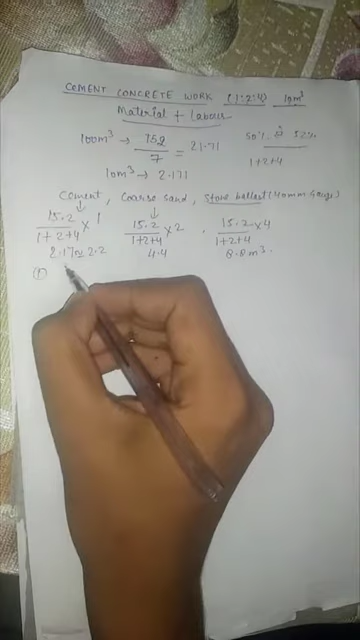 CEMENT CONCRETE WORK (1:2:4) 10m³
Material + Labour
100m³ → 152/7 = 21.71 50% to 52%
1+2+4
10m³ → 2.171
Cement, Coarse sand, Stone ballast (40mm Gauge)
15.2/1+2+4 ×1 15.2/1+2+4 ×2, 15.2/1+2+4 ×4
2.17≈2.2 4.4 8.8m³.
①